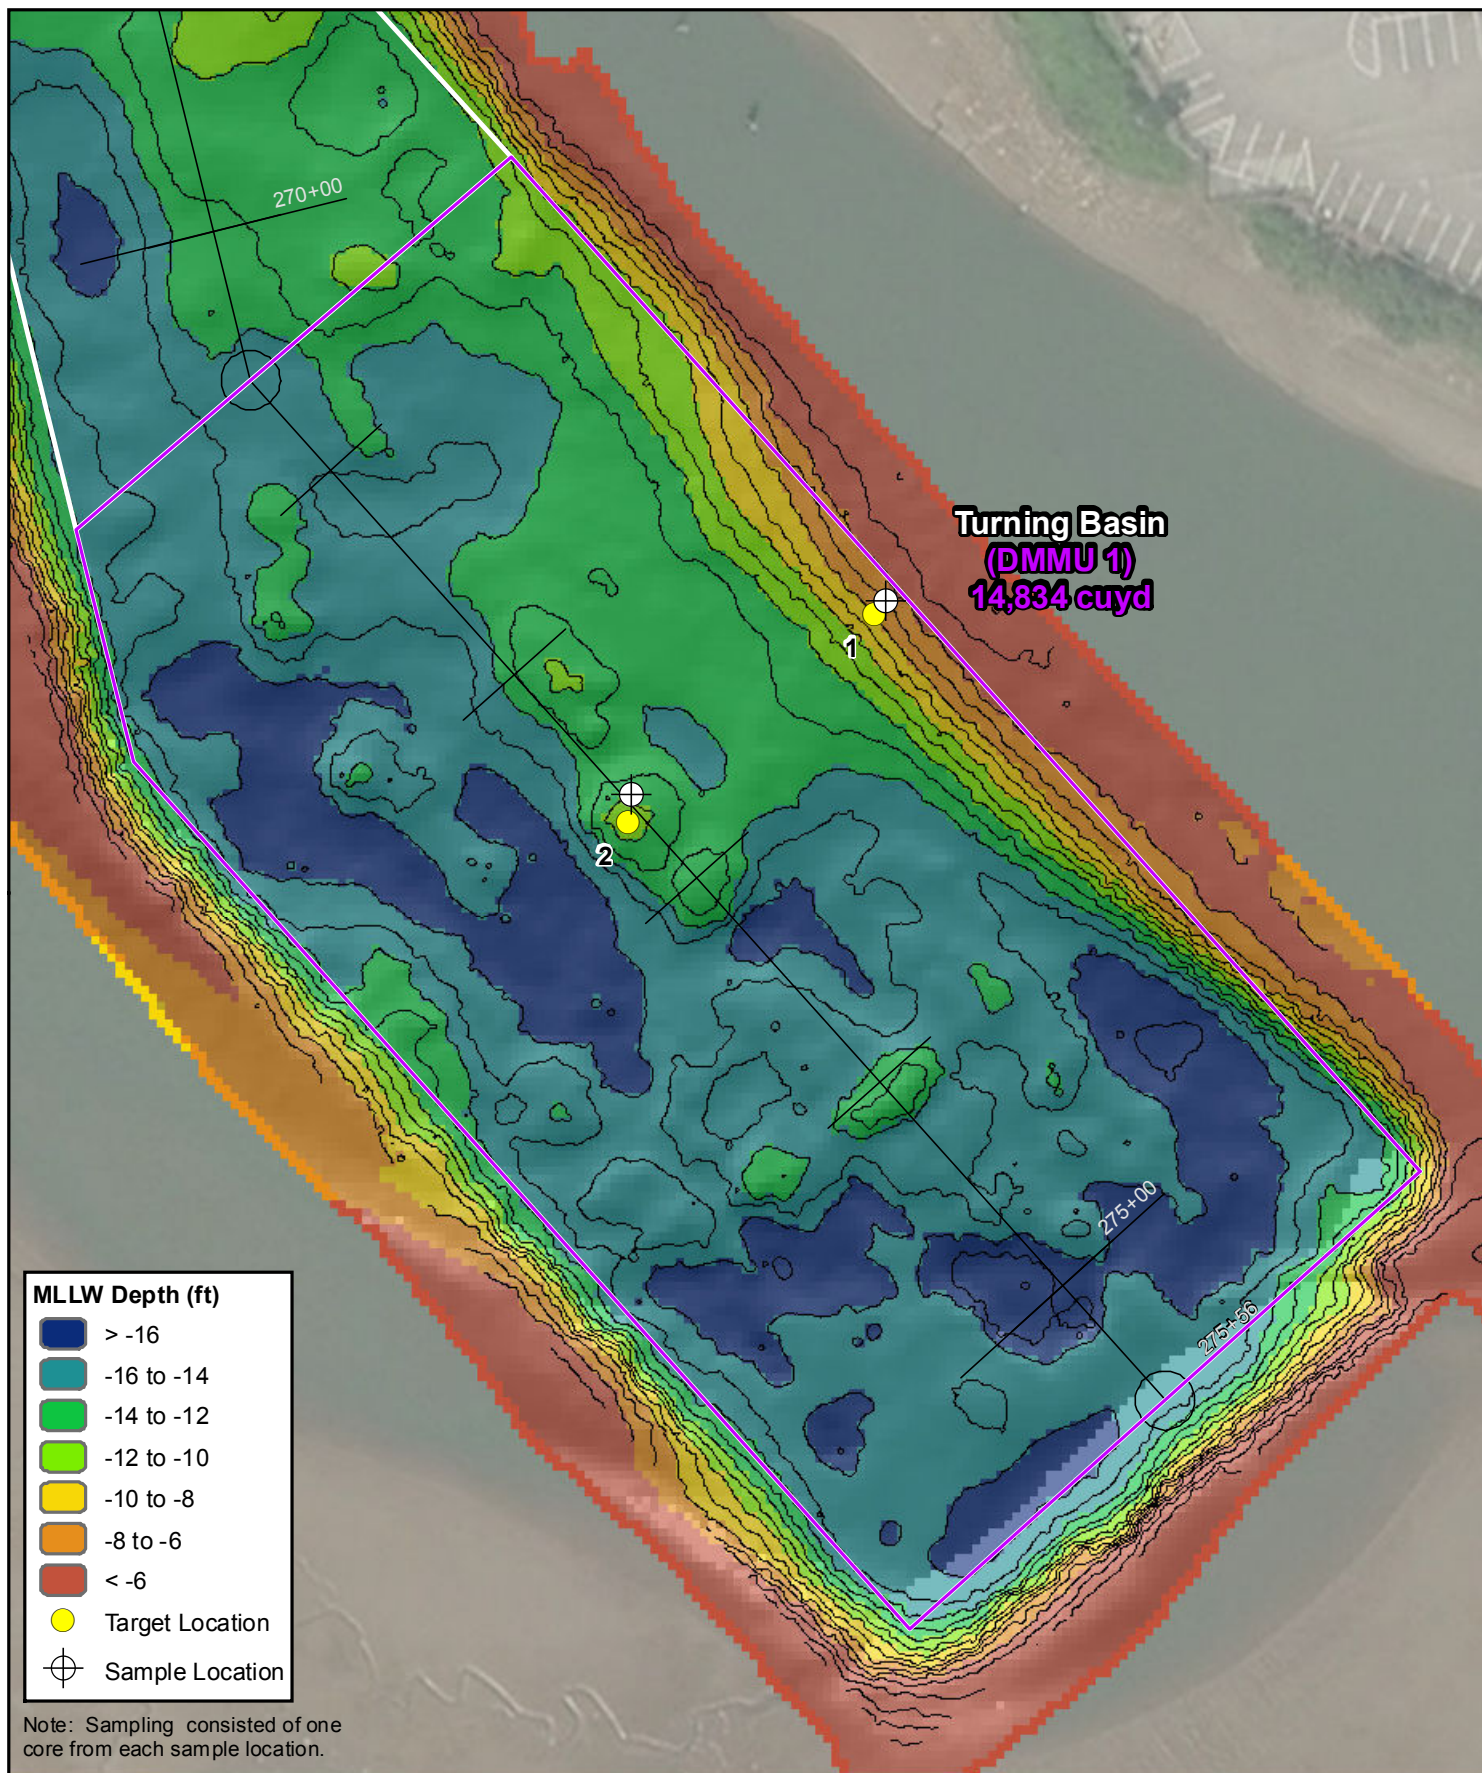 270+00
Turning Basin
(DMMU 1)
14,834 cuyd
1
2
275+00
275+56
MLLW Depth (ft)
> -16
-16 to -14
-14 to -12
-12 to -10
-10 to -8
-8 to -6
< -6
Target Location
Sample Location
Note: Sampling consisted of one
core from each sample location.